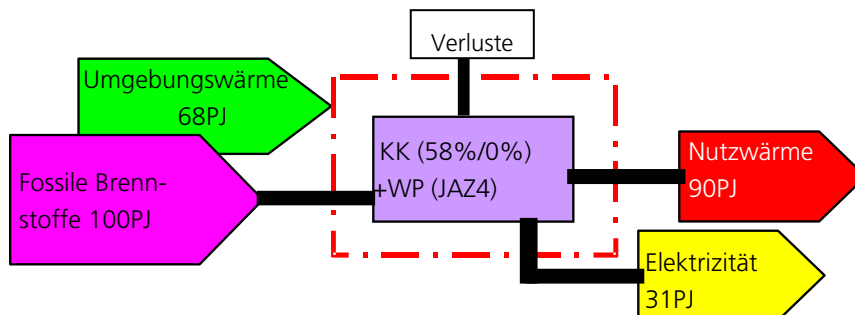 Verluste
Umgebungswärme
68PJ
Fossile Brenn-
stoffe 100PJ
KK (58%/0%)
+WP (JAZ4)
Nutzwärme
90PJ
Elektrizität
31PJ